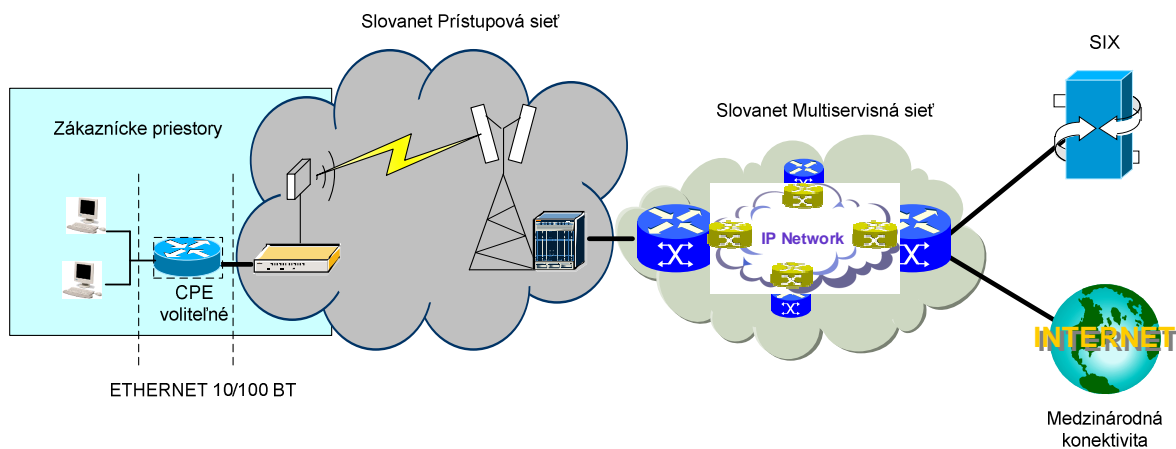 Slovanet Prístupová sieť
SIX
Slovanet Multiservisná sieť
Zákaznícke priestory
IP Network
CPE
voliteľné
INTERNET
ETHERNET 10/100 BT
Medzinárodná
konektivita